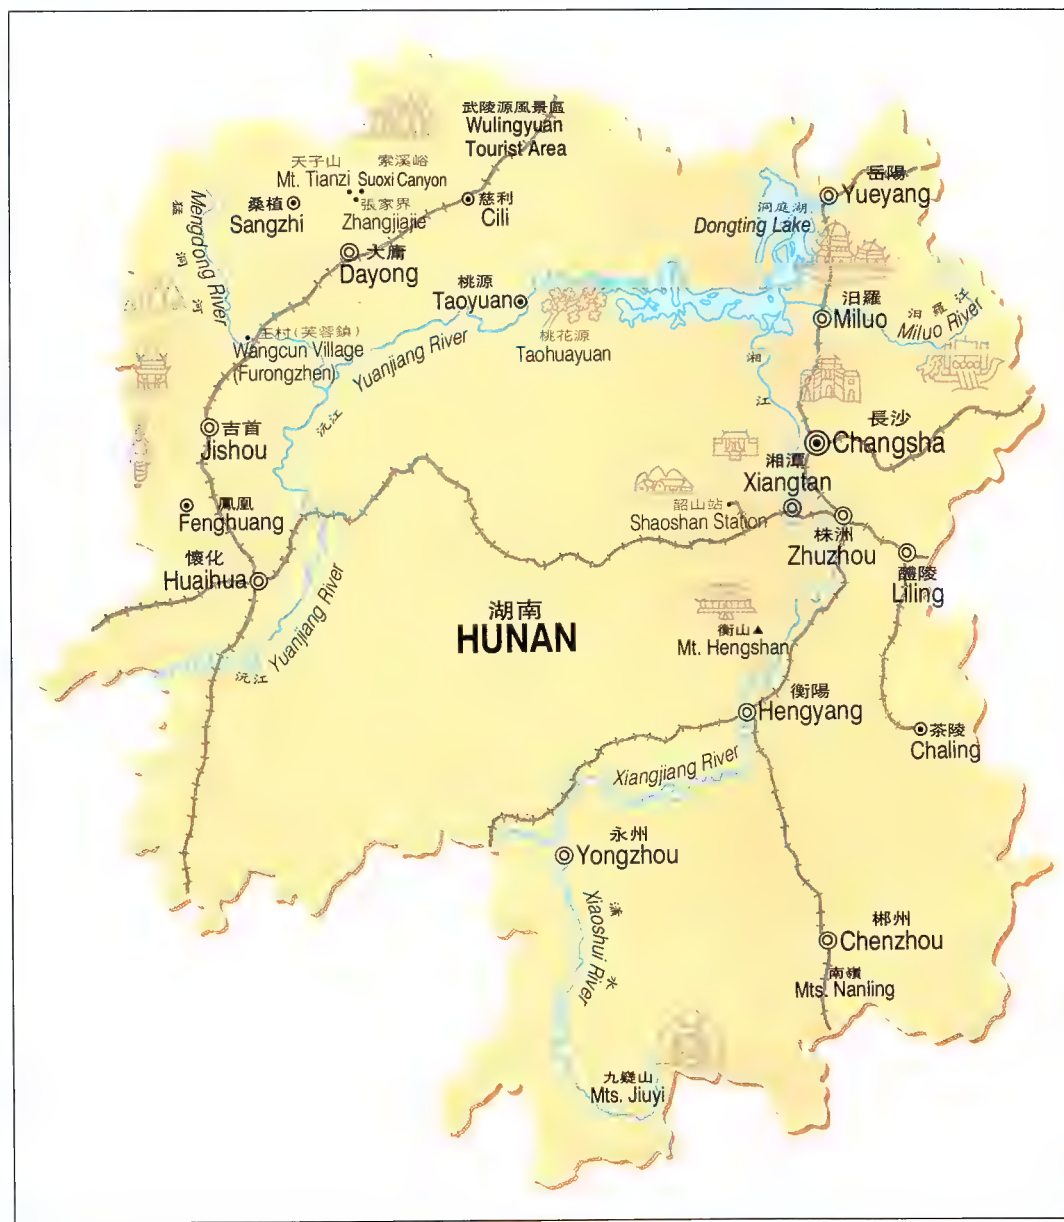 武陵源風景區
Wulingyuan
Tourist Area
天子山
Mt. Tianzi
索溪峪
Suoxi Canyon
張家界
Zhangjiajie
桑植
Sangzhi
慈利
Cili
岳陽
Yueyang
洞庭湖
Dongting Lake
猛洞河
Mengdong River
大庸
Dayong
桃源
Taoyuan
桃花源
Taohuayuan
汨羅
Miluo
汨羅江
Miluo River
王村(芙蓉鎮)
Wangcun Village
(Furongzhen)
Yuanjiang River
沅江
湘江
吉首
Jishou
長沙
Changsha
湘潭
Xiangtan
鳳凰
Fenghuang
韶山站
Shaoshan Station
株洲
Zhuzhou
懷化
Huaihua
醴陵
Liling
湖南
HUNAN
Yuanjiang River
沅江
衡山
Mt. Hengshan
衡陽
Hengyang
茶陵
Chaling
Xiangjiang River
永州
Yongzhou
瀟水
Xiaoshui River
郴州
Chenzhou
南嶺
Mts. Nanling
九嶷山
Mts. Jiuyi